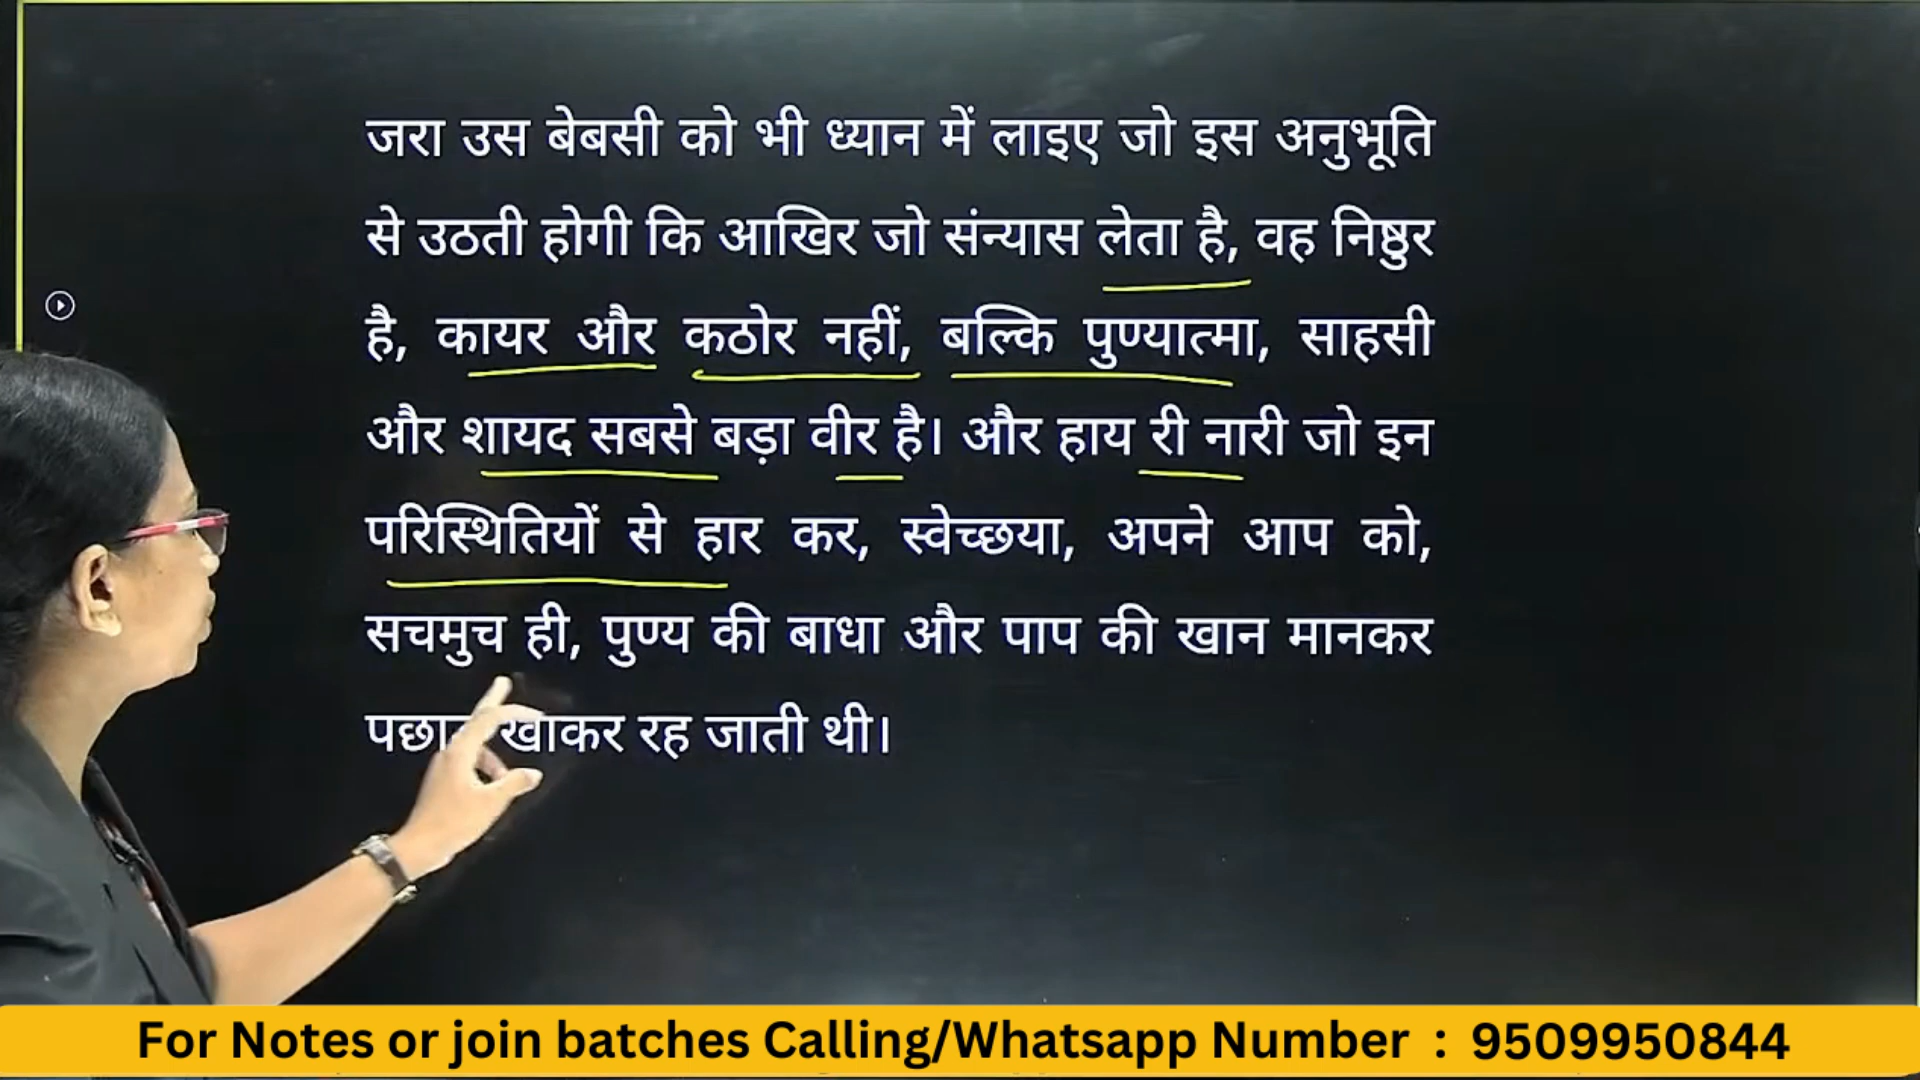 जरा उस बेबसी को भी ध्यान में लाइए जो इस अनुभूति
से उठती होगी कि आखिर जो संन्यास लेता है, वह निष्ठुर
है, कायर और कठोर नहीं, बल्कि पुण्यात्मा, साहसी
और शायद सबसे बड़ा वीर है। और हाय री नारी जो इन
परिस्थितियों से हार कर, स्वेच्छया, अपने आप को,
सचमुच ही, पुण्य की बाधा और पाप की खान मानकर
खाकर रह जाती थी।
For Notes or join batches Calling/Whatsapp Number : 9509950844